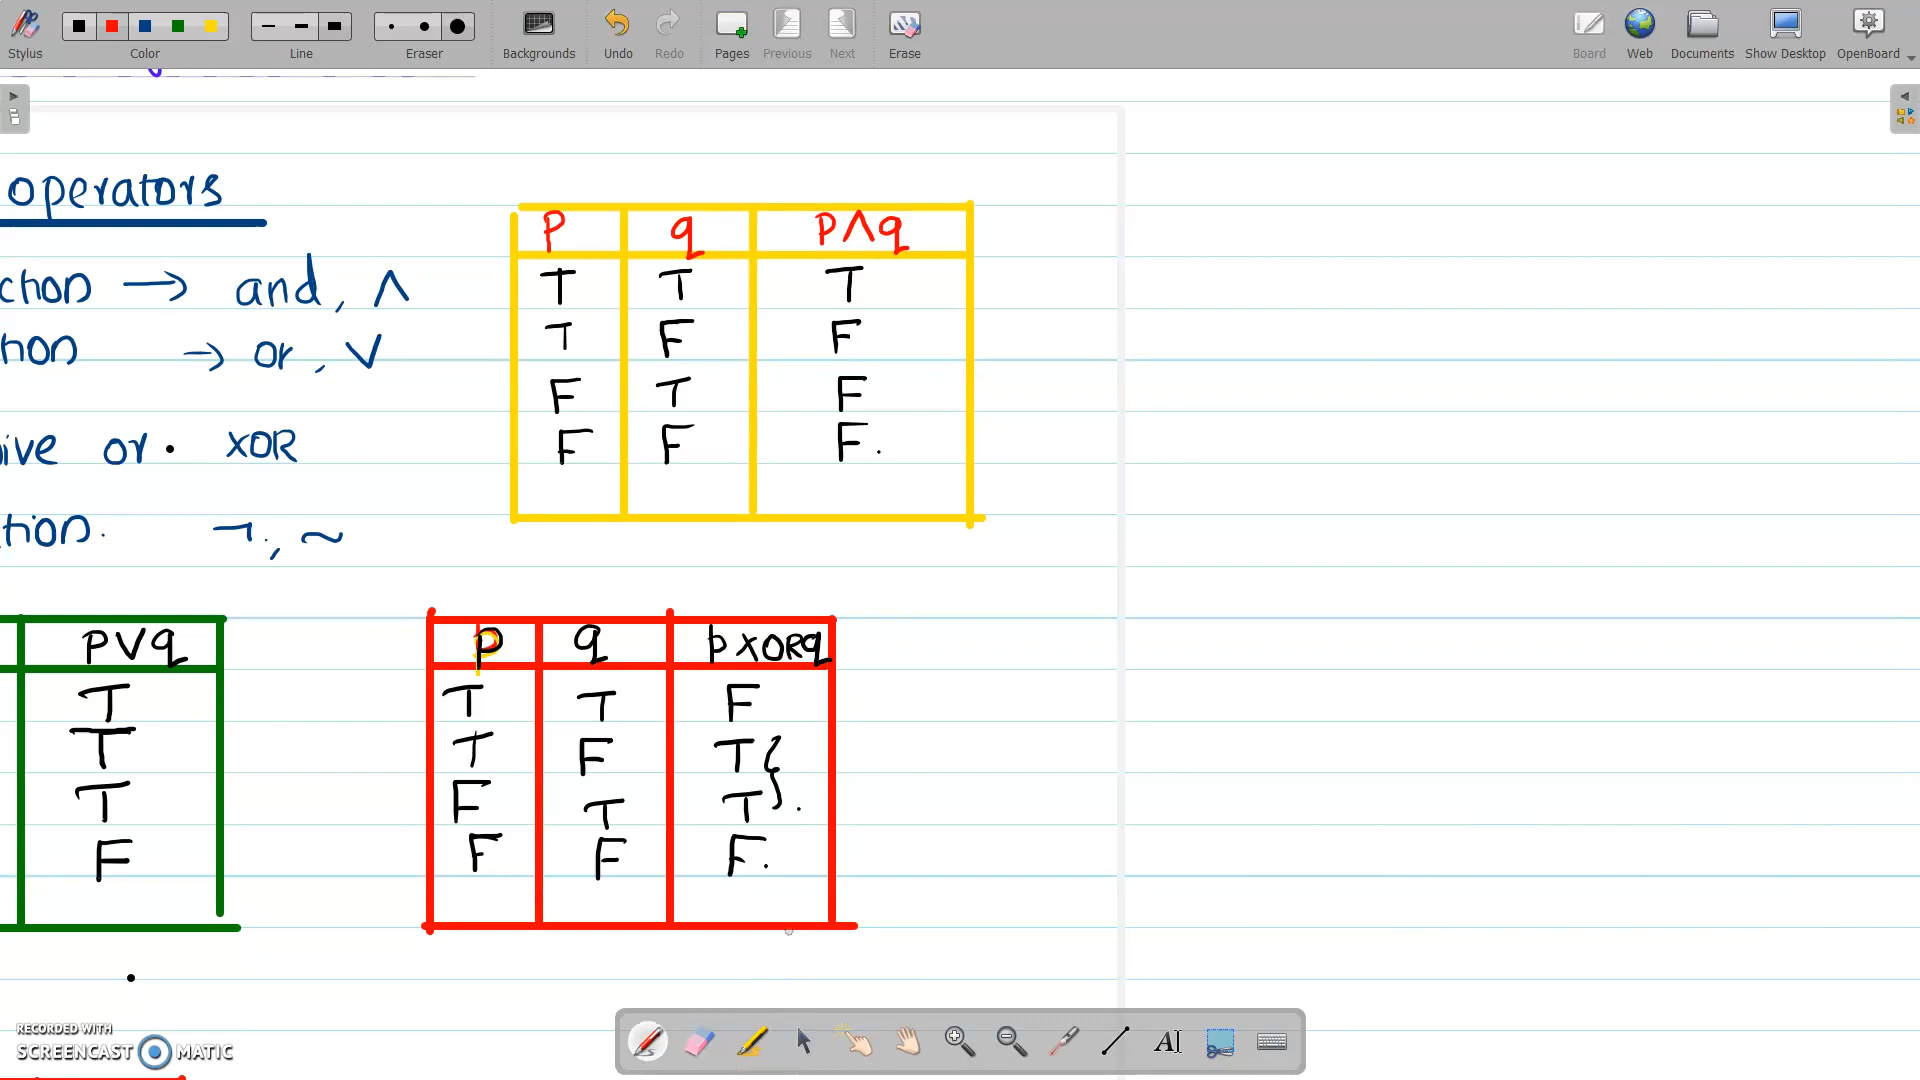 Stylus Color Line Eraser Backgrounds Undo Redo Pages Previous Next Erase Board Web Documents Show Desktop OpenBoard
operators
ction → and, ∧
tion → or, ∨
sive or. XOR
tion. ¬, ~
p q p∧q
T T T
T F F
F T F
F F F.
p∨q
T
T
T
F
p q p XOR q
T T F
T F T
F T T.
F F F.
RECORDED WITH
SCREENCAST MATIC